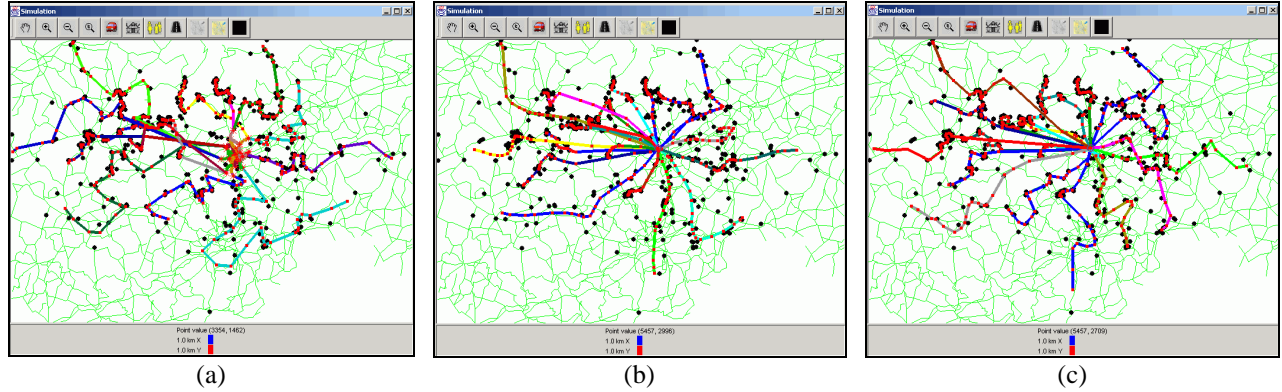 Simulation
Point value (3354, 1462)
1.0 km X
1.0 km Y
(a)
Simulation
Point value (5457, 2996)
1.0 km X
1.0 km Y
(b)
Simulation
Point value (5457, 2709)
1.0 km X
1.0 km Y
(c)